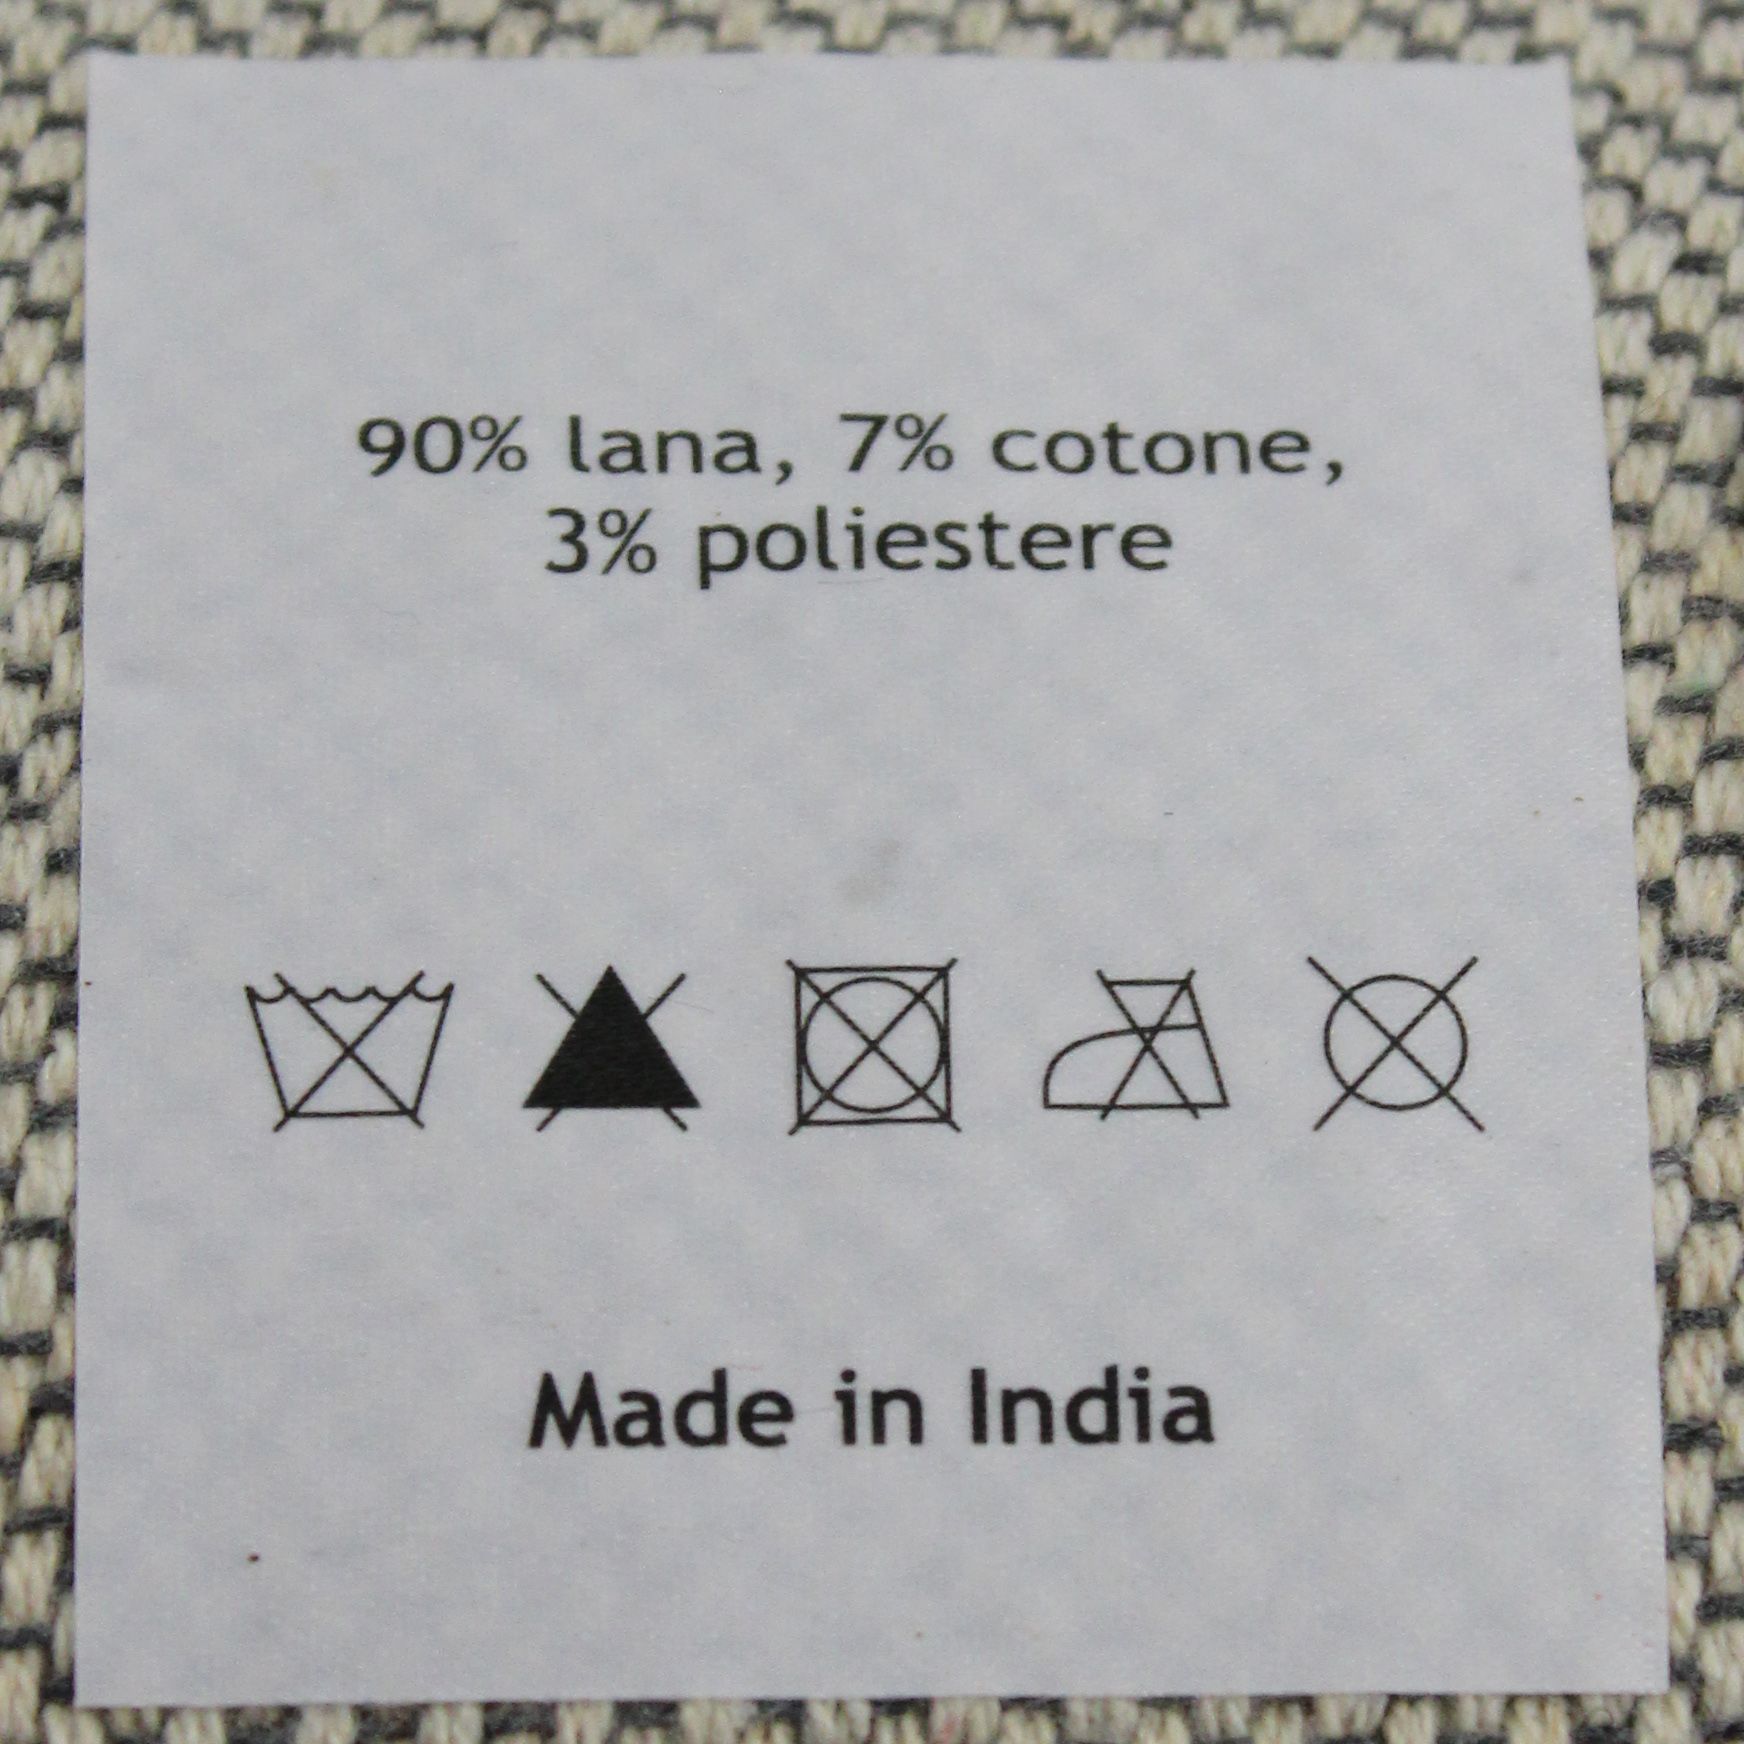 90% lana, 7% cotone,
3% poliestere
Made in India